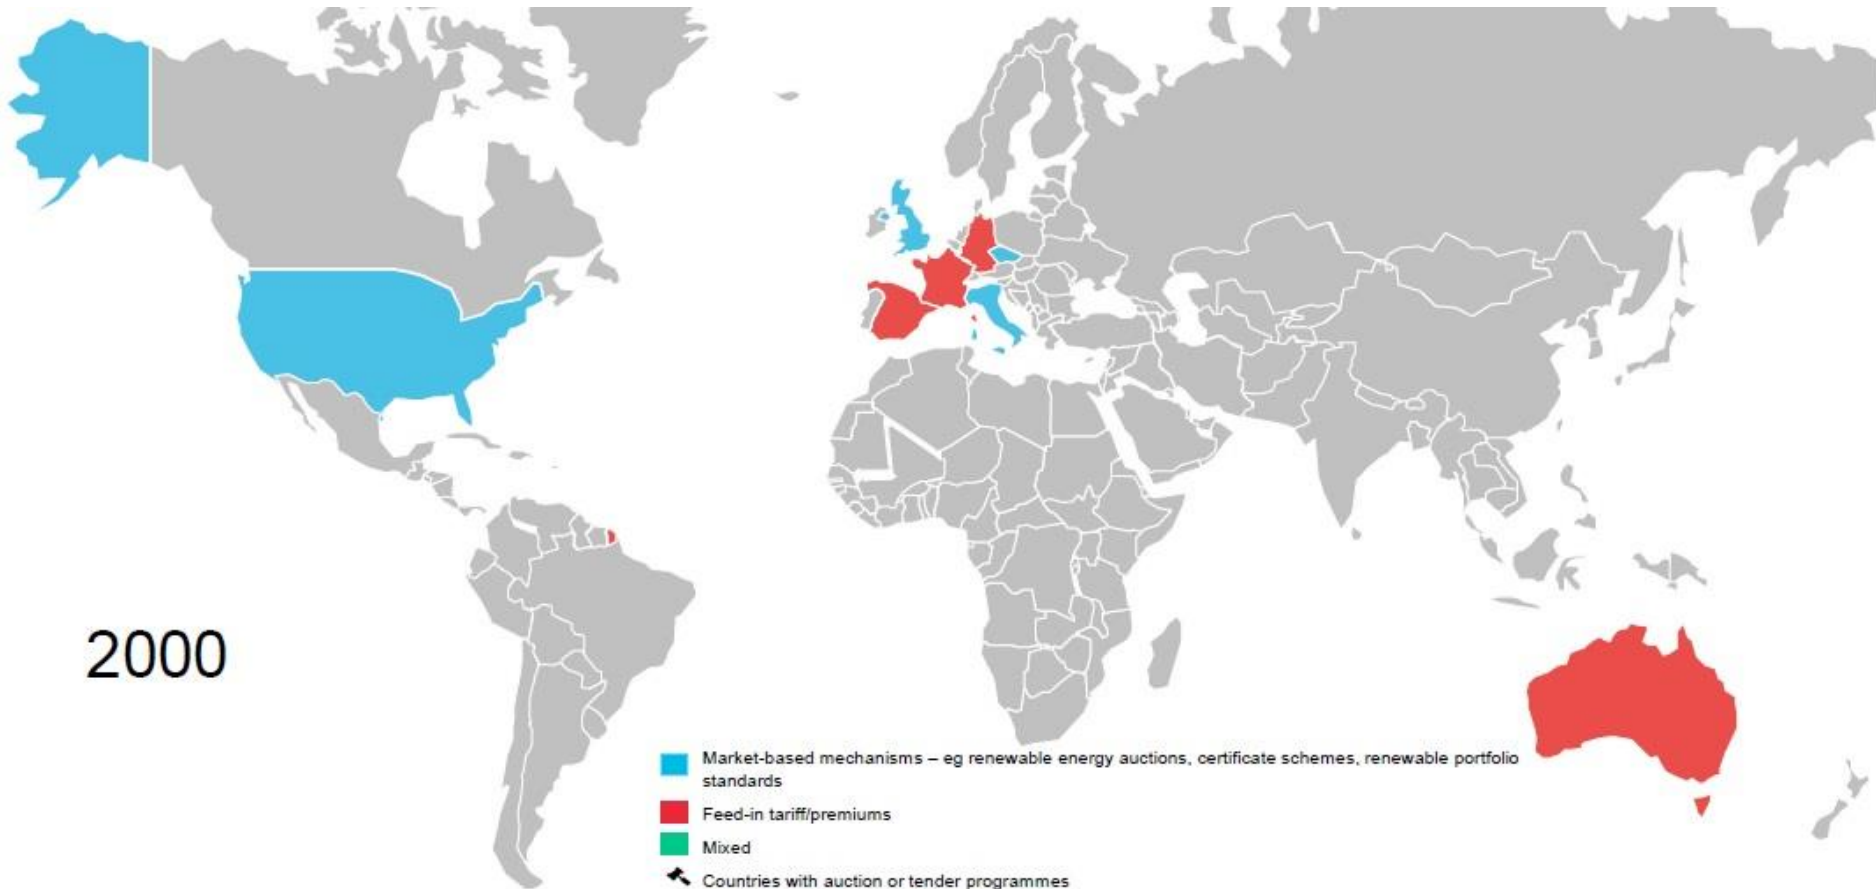 2000
Market-based mechanisms – eg renewable energy auctions, certificate schemes, renewable portfolio
standards
Feed-in tariff/premiums
Mixed
Countries with auction or tender programmes